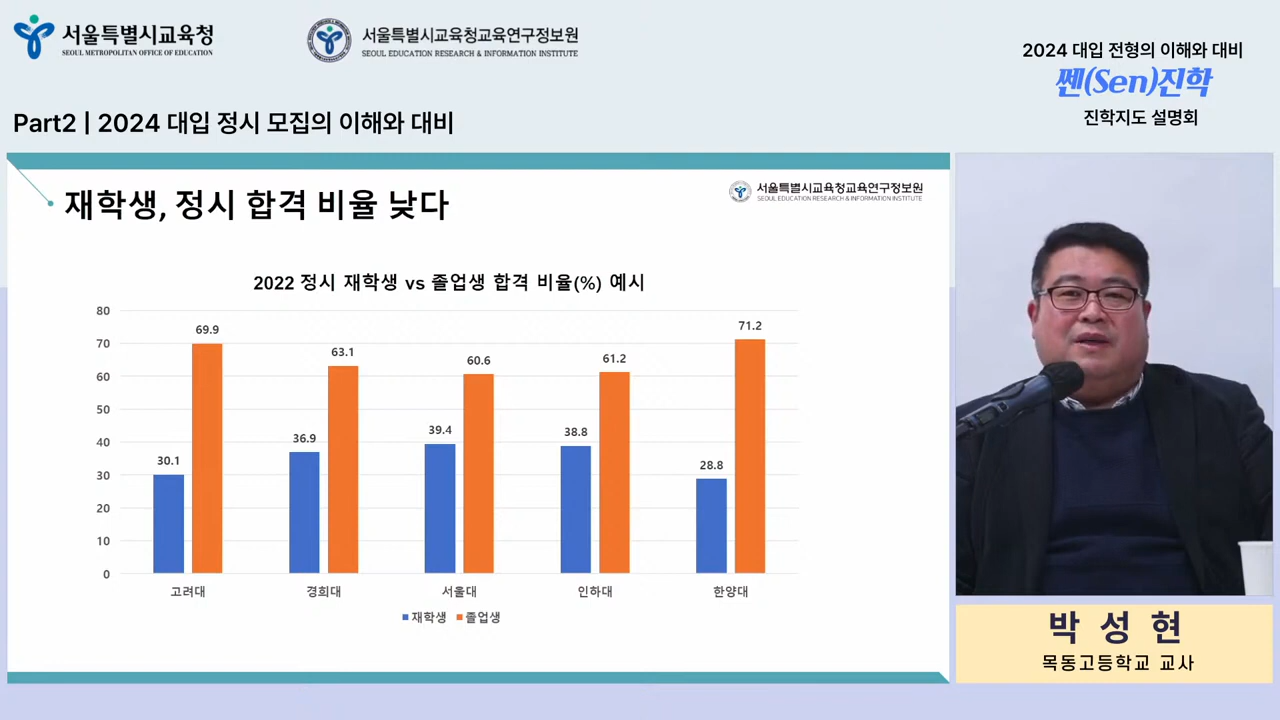 서울특별시교육청
SEOUL METROPOLITAN OFFICE OF EDUCATION
서울특별시교육청교육연구정보원
SEOUL EDUCATION RESEARCH & INFORMATION INSTITUTE
2024 대입 전형의 이해와 대비
쎈(Sen)진학
진학지도 설명회
Part2 | 2024 대입 정시 모집의 이해와 대비
재학생, 정시 합격 비율 낮다
서울특별시교육청교육연구정보원
SEOUL EDUCATION RESEARCH & INFORMATION INSTITUTE
2022 정시 재학생 vs 졸업생 합격 비율(%) 예시
80
70
60
50
40
30
20
10
0
30.1 69.9
36.9 63.1
39.4 60.6
38.8 61.2
28.8 71.2
고려대 경희대 서울대 인하대 한양대
재학생 졸업생
박 성 현
목동고등학교 교사